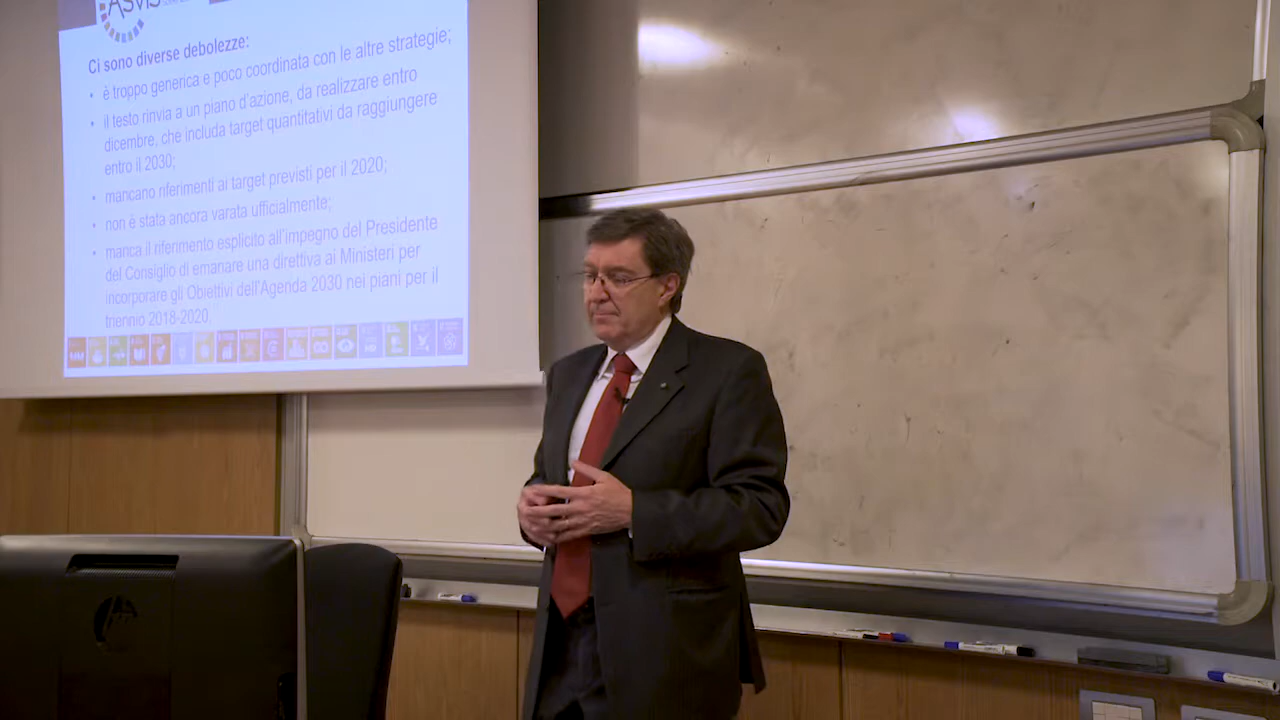 ASviS
Ci sono diverse debolezze:
• è troppo generica e poco coordinata con le altre strategie;
• il testo rinvia a un piano d'azione, da realizzare entro
dicembre, che includa target quantitativi da raggiungere
entro il 2030;
• mancano riferimenti ai target previsti per il 2020;
• non è stata ancora varata ufficialmente;
• manca il riferimento esplicito all'impegno del Presidente
del Consiglio di emanare una direttiva ai Ministeri per
incorporare gli Obiettivi dell'Agenda 2030 nei piani per il
triennio 2018-2020.